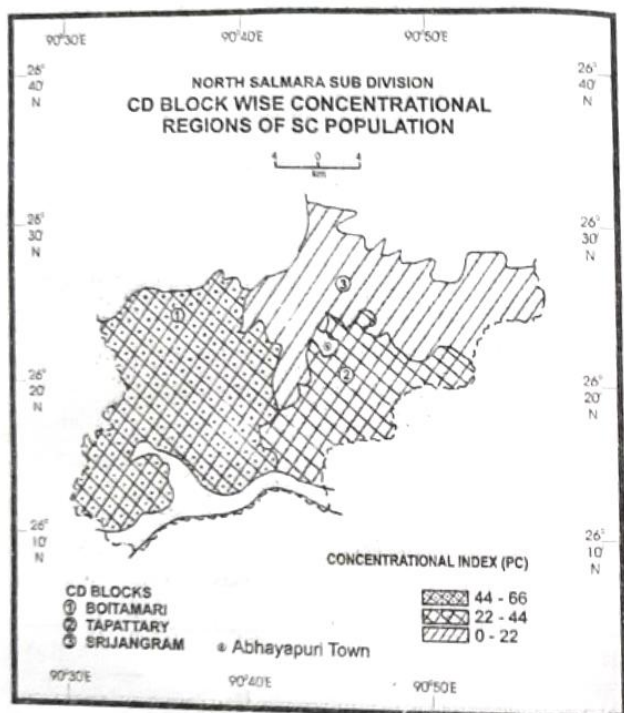 90°30'E 90°40'E 90°50'E
26° 40' N
26° 40' N
NORTH SALMARA SUB DIVISION
CD BLOCK WISE CONCENTRATIONAL
REGIONS OF SC POPULATION
4 0 4
km
26° 30' N
26° 30' N
③
①
②
26° 20' N
26° 20' N
26° 10' N
26° 10' N
CONCENTRATIONAL INDEX (PC)
44 - 66
22 - 44
0 - 22
CD BLOCKS
① BOITAMARI
② TAPATTARY
③ SRIJANGRAM
Abhayapuri Town
90°30'E 90°40'E 90°50'E